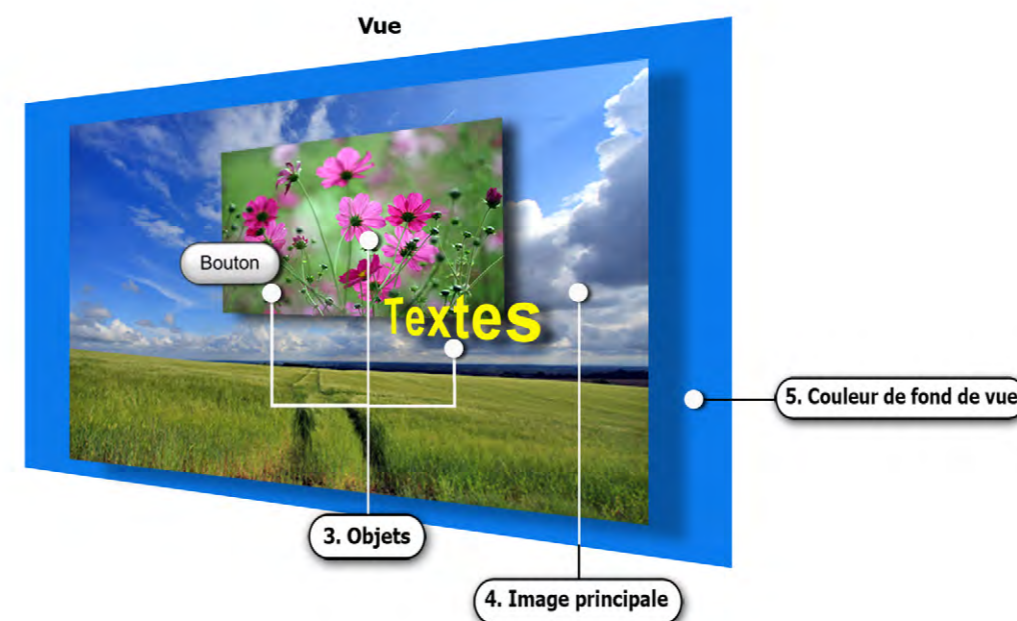 Vue
Bouton
Textes
5. Couleur de fond de vue
3. Objets
4. Image principale